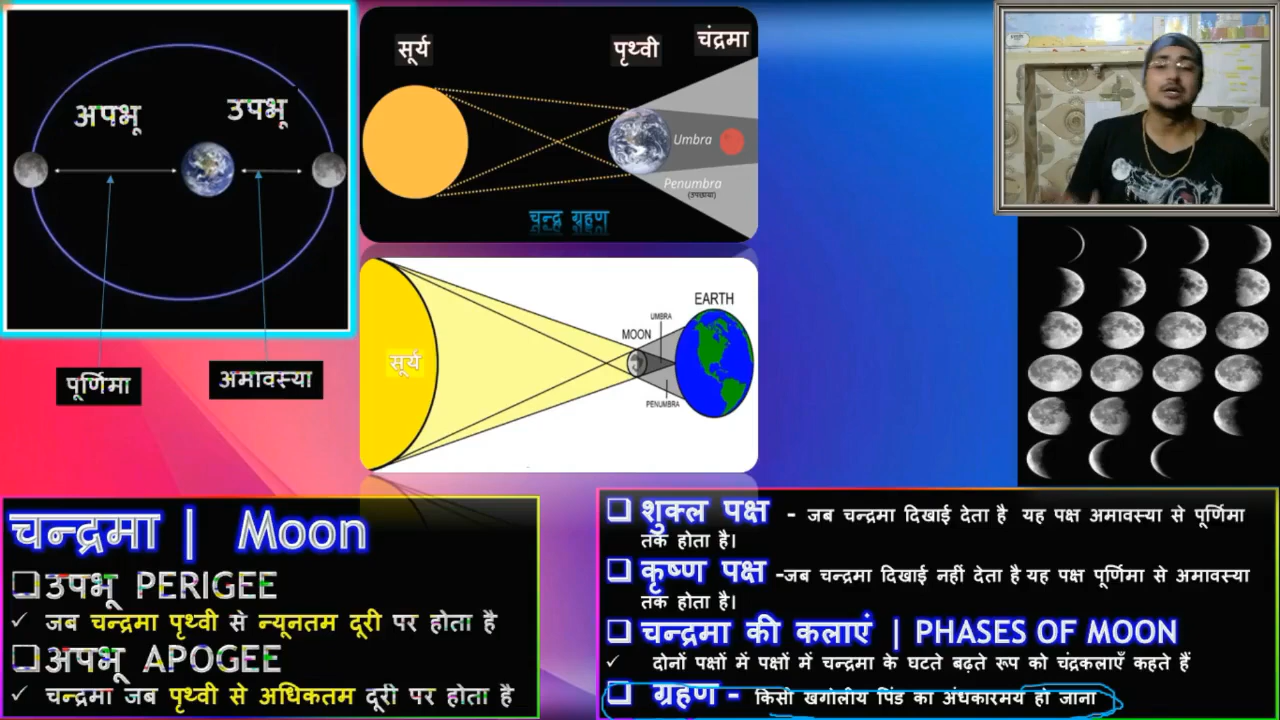 अपभू
उपभू
पूर्णिमा
अमावस्या
सूर्य
पृथ्वी
चंद्रमा
Umbra
Penumbra
(उपछाया)
चन्द्र ग्रहण
सूर्य
EARTH
UMBRA
MOON
PENUMBRA
चन्द्रमा | Moon
उपभू PERIGEE
✓ जब चन्द्रमा पृथ्वी से न्यूनतम दूरी पर होता है
अपभू APOGEE
✓ चन्द्रमा जब पृथ्वी से अधिकतम दूरी पर होता है
शुक्ल पक्ष - जब चन्द्रमा दिखाई देता है यह पक्ष अमावस्या से पूर्णिमा
तक होता है।
कृष्ण पक्ष -जब चन्द्रमा दिखाई नहीं देता है यह पक्ष पूर्णिमा से अमावस्या
तक होता है।
चन्द्रमा की कलाएं | PHASES OF MOON
✓ दोनों पक्षों में पक्षों में चन्द्रमा के घटते बढ़ते रूप को चंद्रकलाएँ कहते हैं
ग्रहण - किसी खगोलीय पिंड का अंधकारमय हो जाना